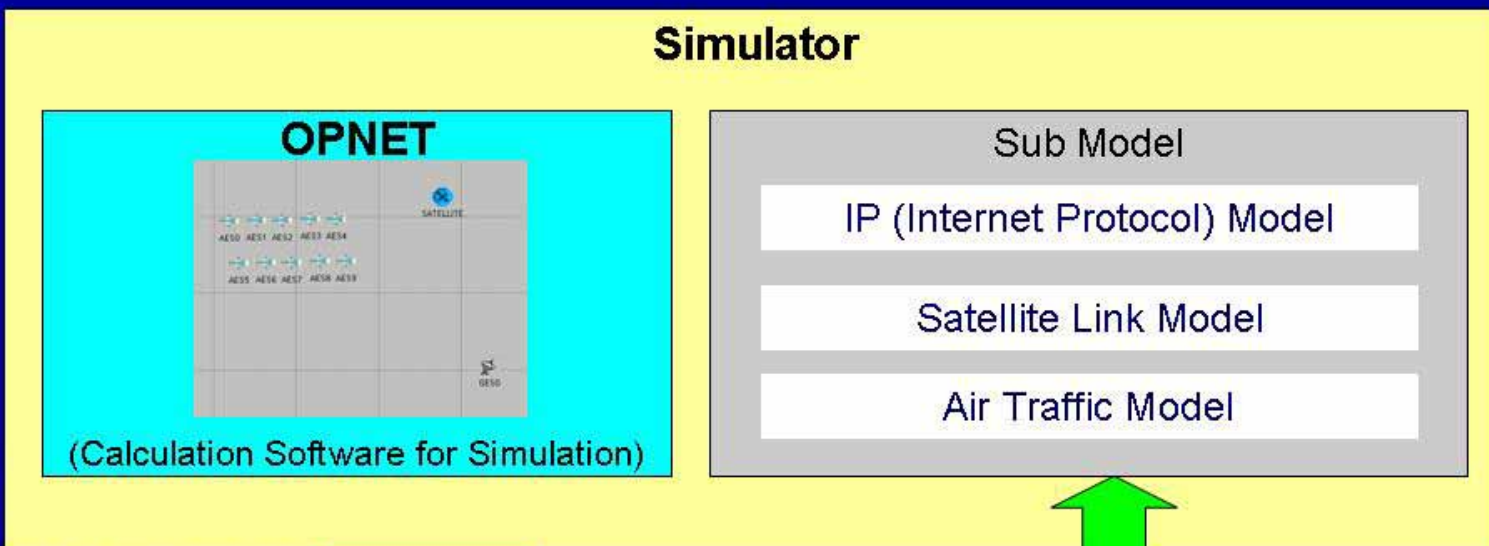 Simulator
OPNET
SATELLITE
AES0 AES1 AES2 AES3 AES4
AES5 AES6 AES7 AES8 AES9
GES0
(Calculation Software for Simulation)
Sub Model
IP (Internet Protocol) Model
Satellite Link Model
Air Traffic Model